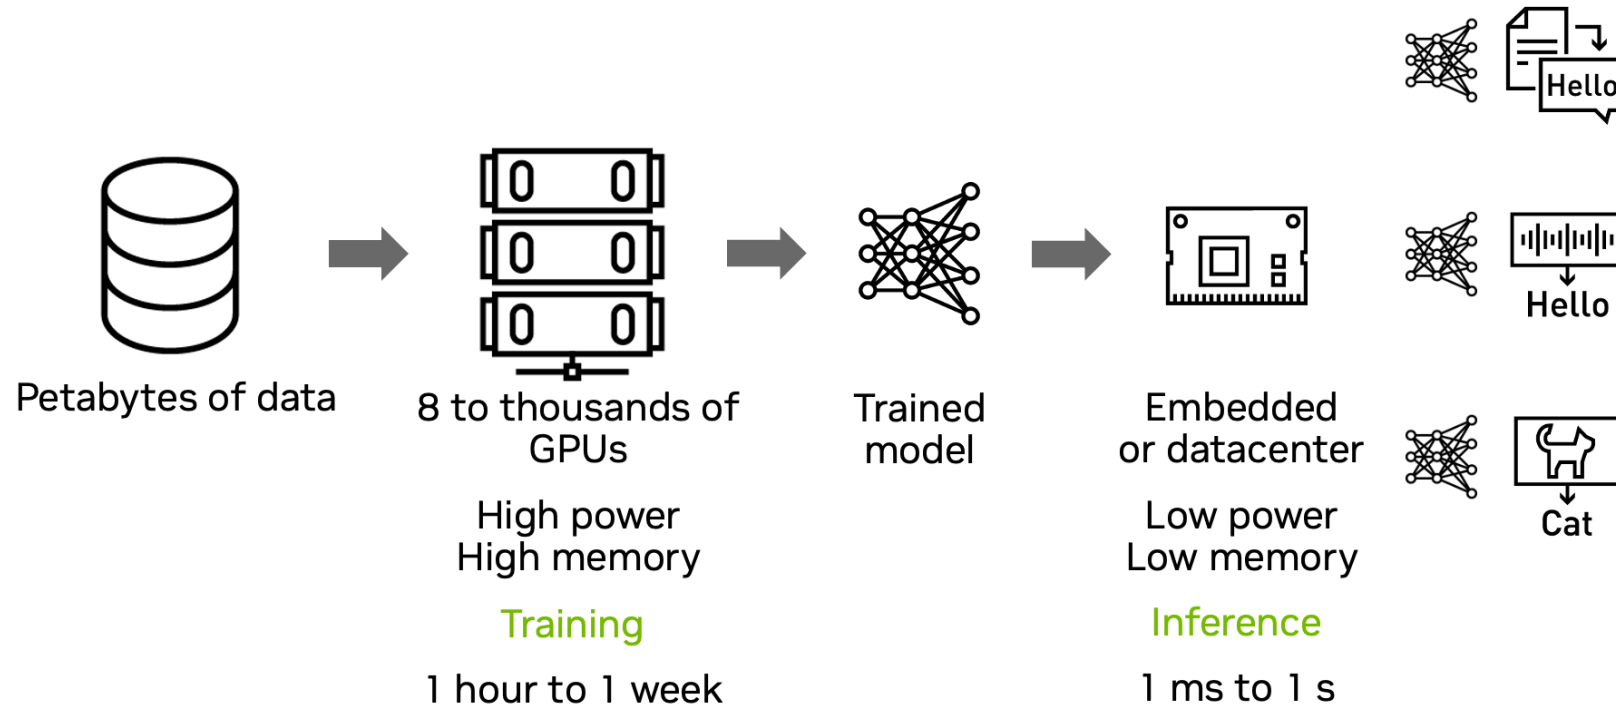 Hello
Hello
Cat
Petabytes of data
8 to thousands of
GPUs
High power
High memory
Training
1 hour to 1 week
Trained
model
Embedded
or datacenter
Low power
Low memory
Inference
1 ms to 1 s